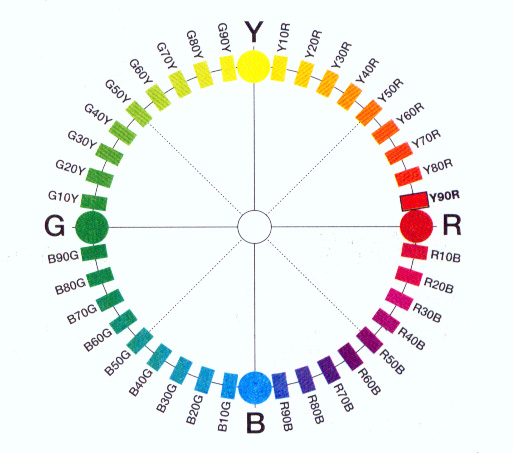 Y
Y10R
Y20R
Y30R
Y40R
Y50R
Y60R
Y70R
Y80R
Y90R
R
R10B
R20B
R30B
R40B
R50B
R60B
R70B
R80B
R90B
B
B10G
B20G
B30G
B40G
B50G
B60G
B70G
B80G
B90G
G
G10Y
G20Y
G30Y
G40Y
G50Y
G60Y
G70Y
G80Y
G90Y